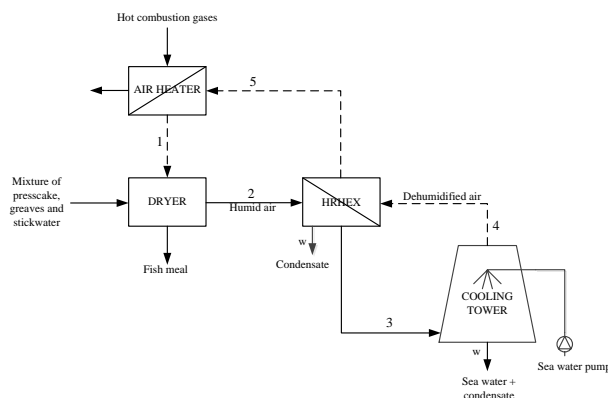 Hot combustion gases
AIR HEATER
5
1
Mixture of
presscake,
greaves and
stickwater
DRYER
2
Humid air
HRHEX
Dehumidified air
4
w
Condensate
Fish meal
COOLING
TOWER
3
w
Sea water pump
Sea water +
condensate